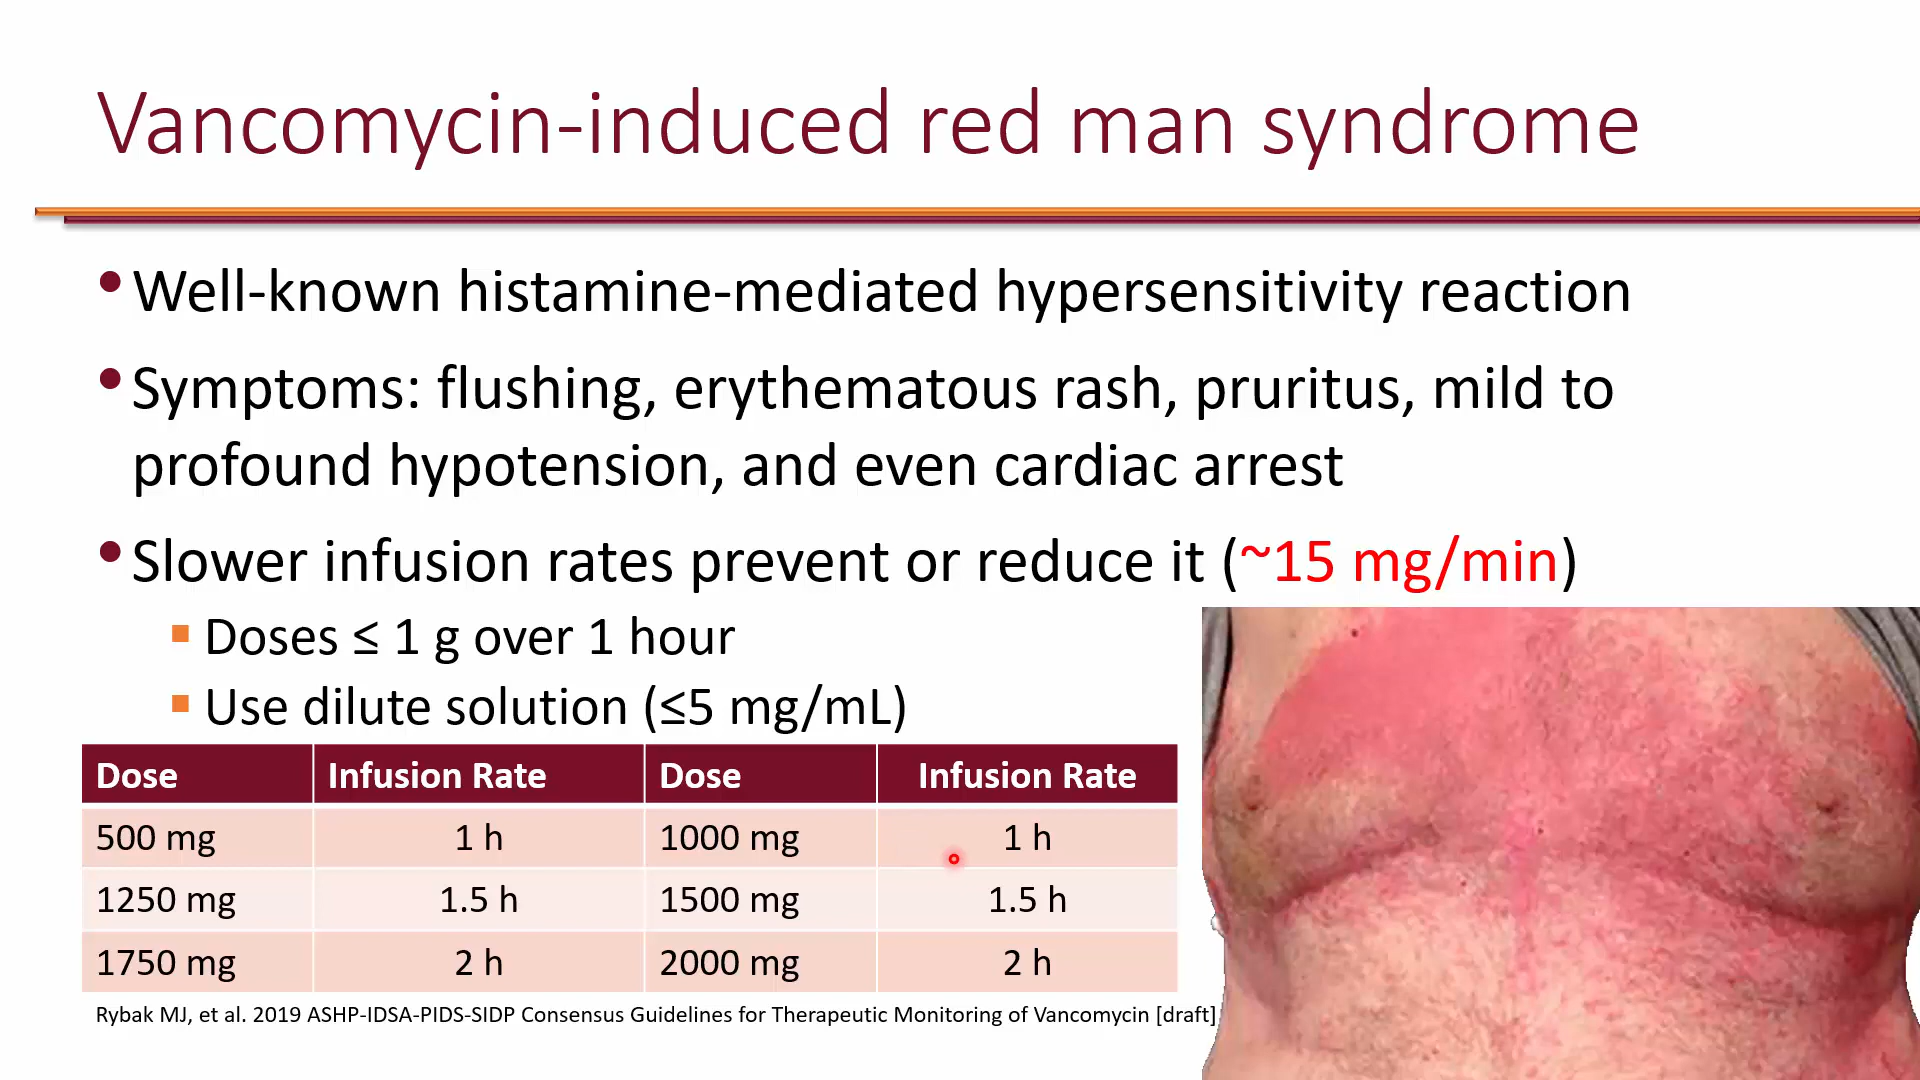 Vancomycin-induced red man syndrome
•Well-known histamine-mediated hypersensitivity reaction
•Symptoms: flushing, erythematous rash, pruritus, mild to
profound hypotension, and even cardiac arrest
•Slower infusion rates prevent or reduce it (~15 mg/min)
▪ Doses ≤ 1 g over 1 hour
▪ Use dilute solution (≤5 mg/mL)
Dose Infusion Rate Dose Infusion Rate
500 mg 1 h 1000 mg 1 h
1250 mg 1.5 h 1500 mg 1.5 h
1750 mg 2 h 2000 mg 2 h
Rybak MJ, et al. 2019 ASHP-IDSA-PIDS-SIDP Consensus Guidelines for Therapeutic Monitoring of Vancomycin [draft]